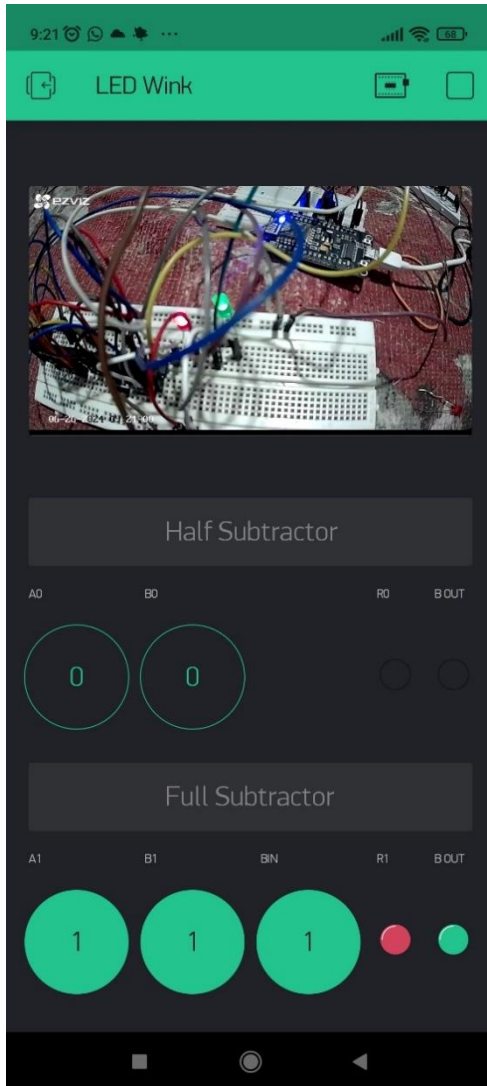 9:21
68
LED Wink
ezviz
Half Subtractor
A0 B0 R0 B OUT
0 0
Full Subtractor
A1 B1 BIN R1 B OUT
1 1 1